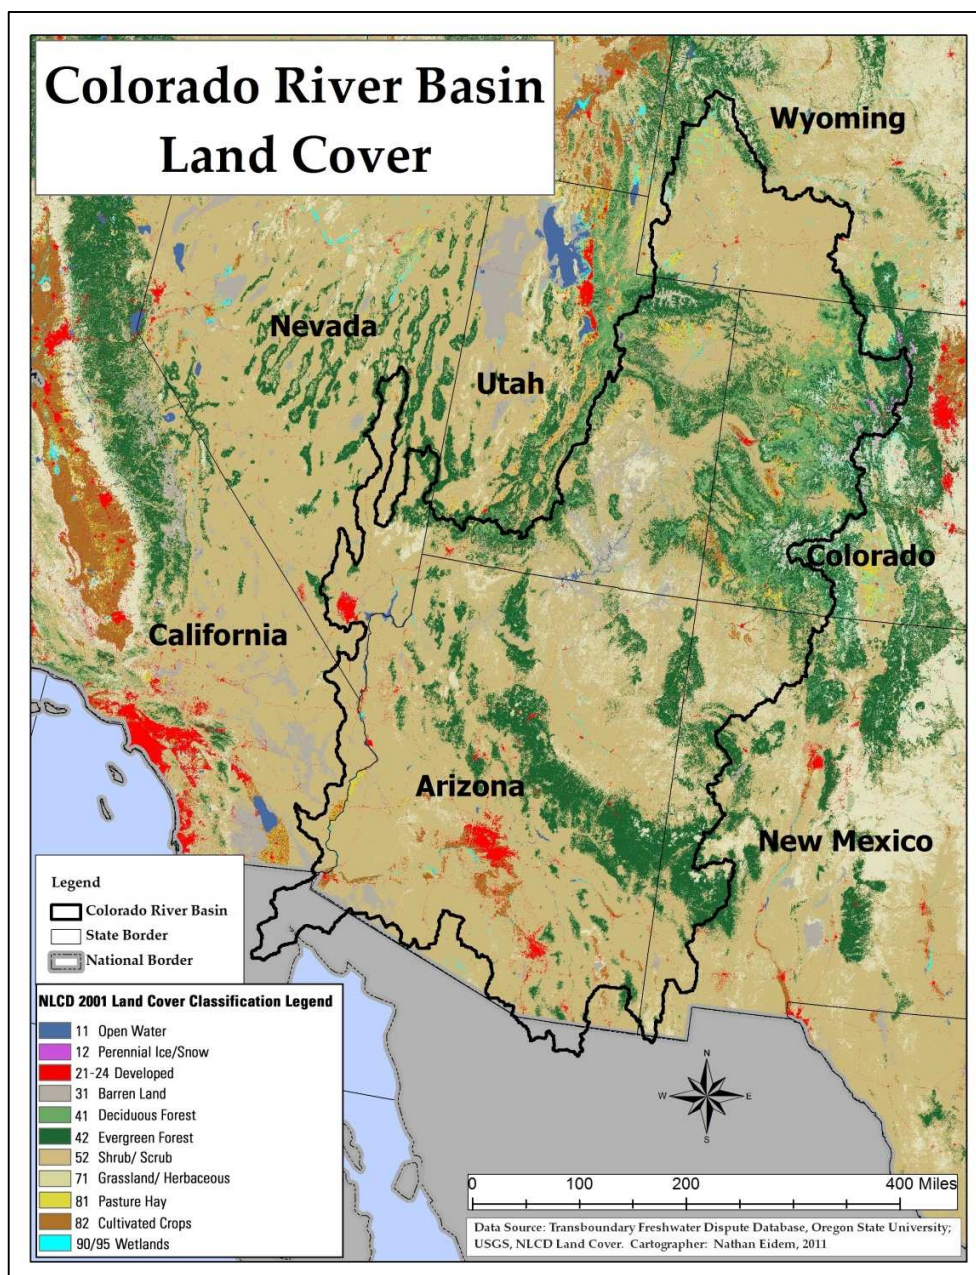 Colorado River Basin
Land Cover
Wyoming
Nevada
Utah
Colorado
California
Arizona
New Mexico
Legend
Colorado River Basin
State Border
National Border
NLCD 2001 Land Cover Classification Legend
11 Open Water
12 Perennial Ice/Snow
21-24 Developed
31 Barren Land
41 Deciduous Forest
42 Evergreen Forest
52 Shrub/ Scrub
71 Grassland/ Herbaceous
81 Pasture Hay
82 Cultivated Crops
90/95 Wetlands
N
W E
S
0 100 200 400 Miles
Data Source: Transboundary Freshwater Dispute Database, Oregon State University;
USGS, NLCD Land Cover. Cartographer: Nathan Eidem, 2011